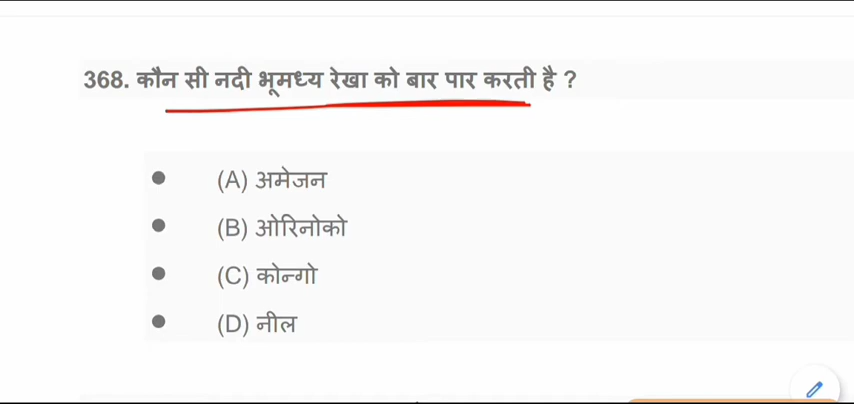 368. कौन सी नदी भूमध्य रेखा को बार पार करती है ?
(A) अमेजन
(B) ओरिनोको
(C) कोन्गो
(D) नील